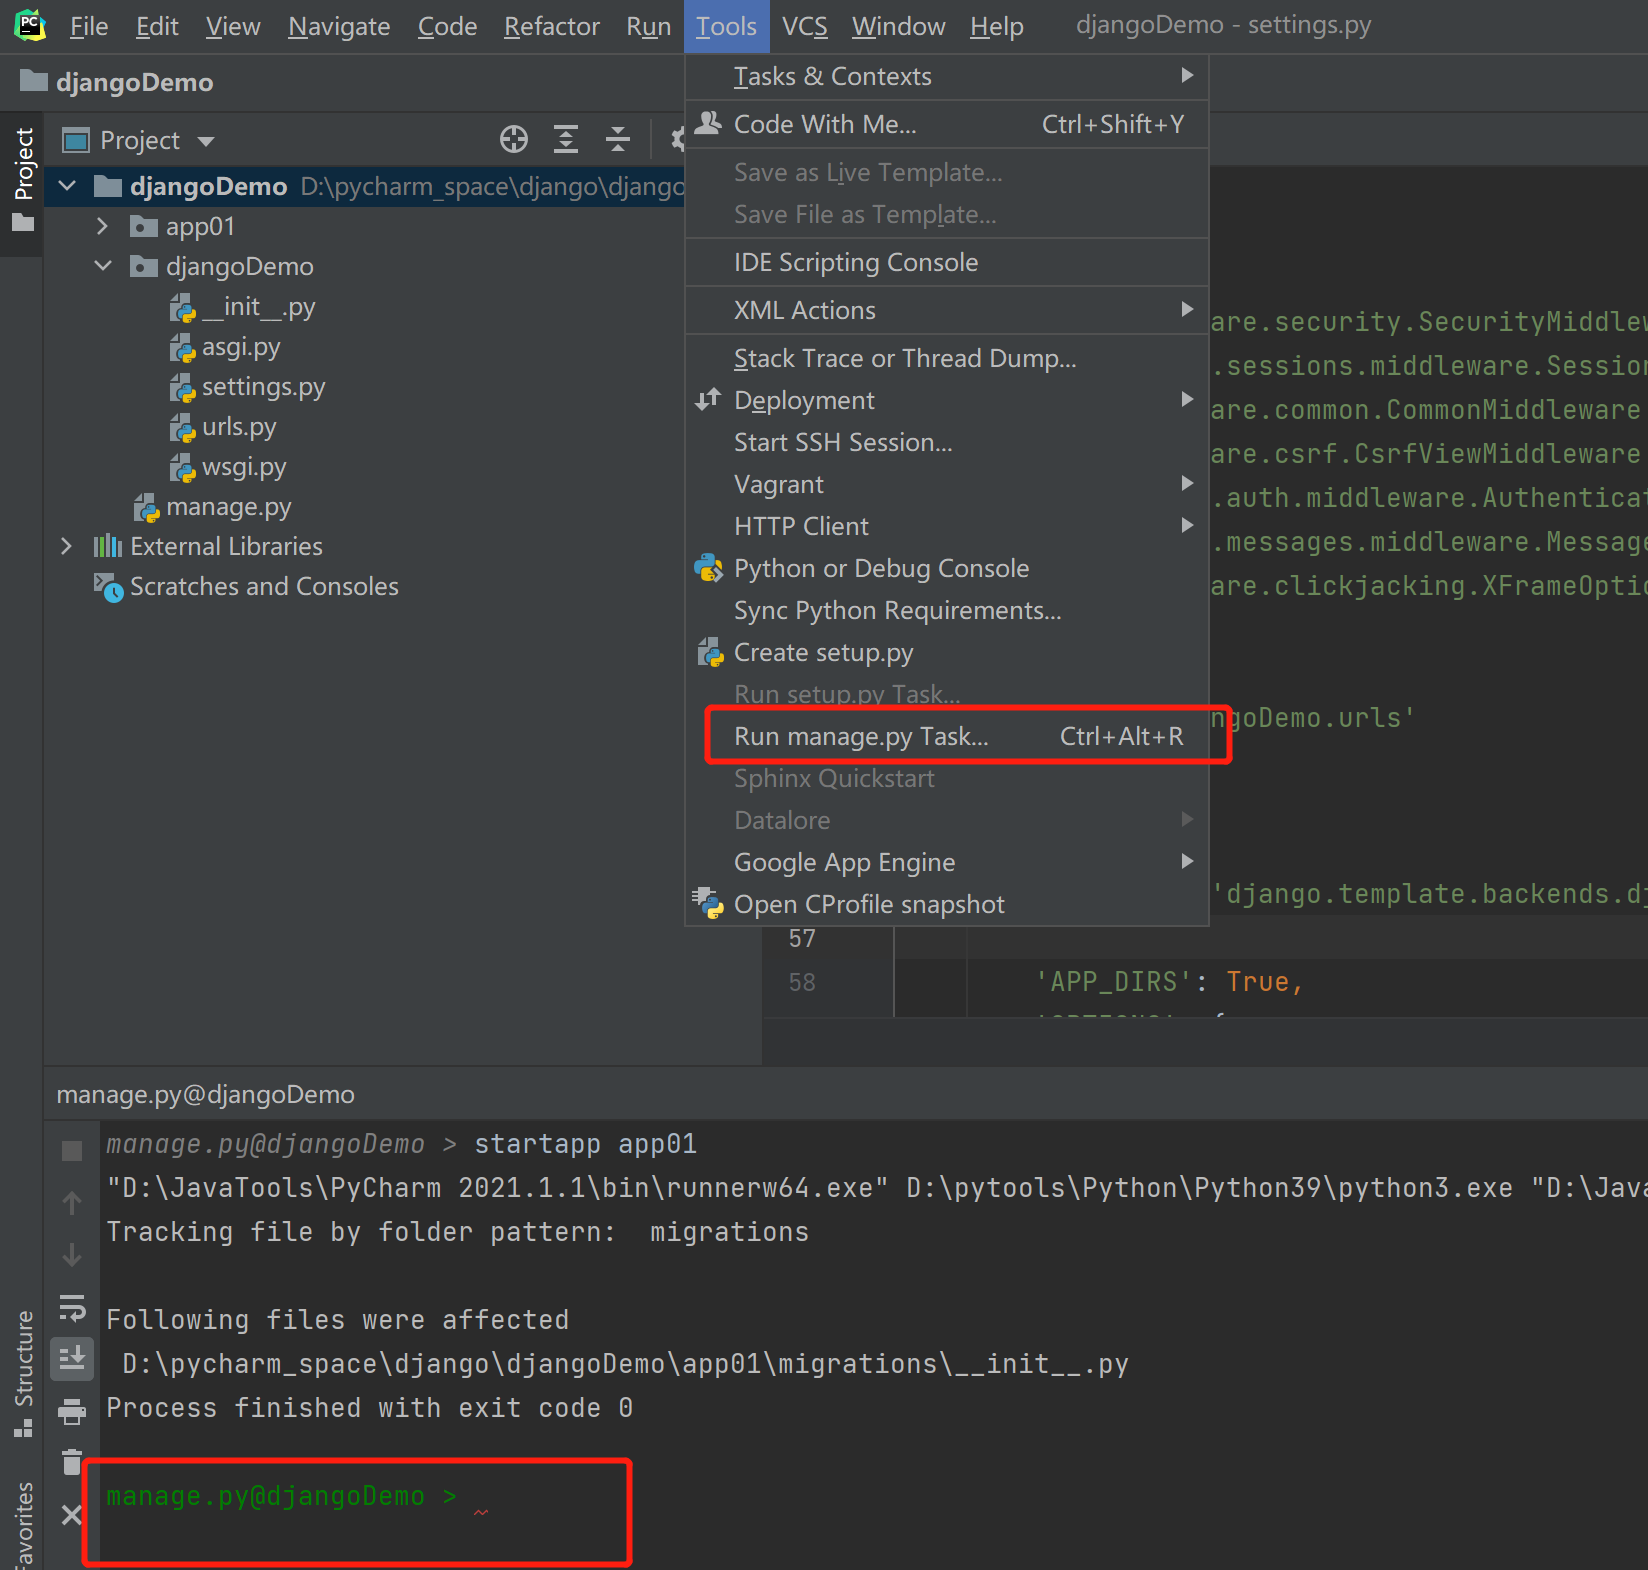 PC
File Edit View Navigate Code Refactor Run Tools VCS Window Help djangoDemo - settings.py
djangoDemo
Project
Project
djangoDemo D:\pycharm_space\django\django
app01
djangoDemo
__init__.py
asgi.py
settings.py
urls.py
wsgi.py
manage.py
External Libraries
Scratches and Consoles
Tasks & Contexts
Code With Me... Ctrl+Shift+Y
Save as Live Template...
Save File as Template...
IDE Scripting Console
XML Actions
Stack Trace or Thread Dump...
Deployment
Start SSH Session...
Vagrant
HTTP Client
Python or Debug Console
Sync Python Requirements...
Create setup.py
Run setup.py Task...
Run manage.py Task... Ctrl+Alt+R
Sphinx Quickstart
Datalore
Google App Engine
Open CProfile snapshot
are.security.SecurityMiddlew
.sessions.middleware.Session
are.common.CommonMiddleware
are.csrf.CsrfViewMiddleware
.auth.middleware.Authenticat
.messages.middleware.Message
are.clickjacking.XFrameOptio
ngoDemo.urls'
'django.template.backends.dj
57
58 'APP_DIRS': True,
manage.py@djangoDemo
manage.py@djangoDemo > startapp app01
"D:\JavaTools\PyCharm 2021.1.1\bin\runnerw64.exe" D:\pytools\Python\Python39\python3.exe "D:\Java
Tracking file by folder pattern:  migrations
Following files were affected
D:\pycharm_space\django\djangoDemo\app01\migrations\__init__.py
Process finished with exit code 0
manage.py@djangoDemo >
Structure
Favorites